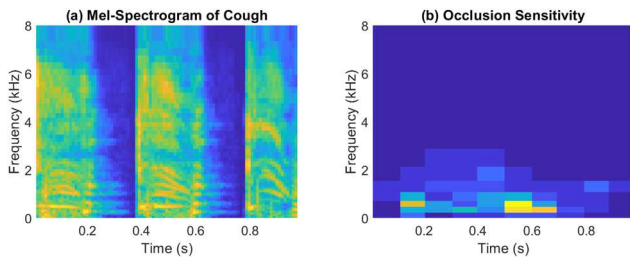 (a) Mel-Spectrogram of Cough
8
6
4
2
0
Frequency (kHz)
0.2 0.4 0.6 0.8
Time (s)
(b) Occlusion Sensitivity
8
6
4
2
0
Frequency (kHz)
0.2 0.4 0.6 0.8
Time (s)